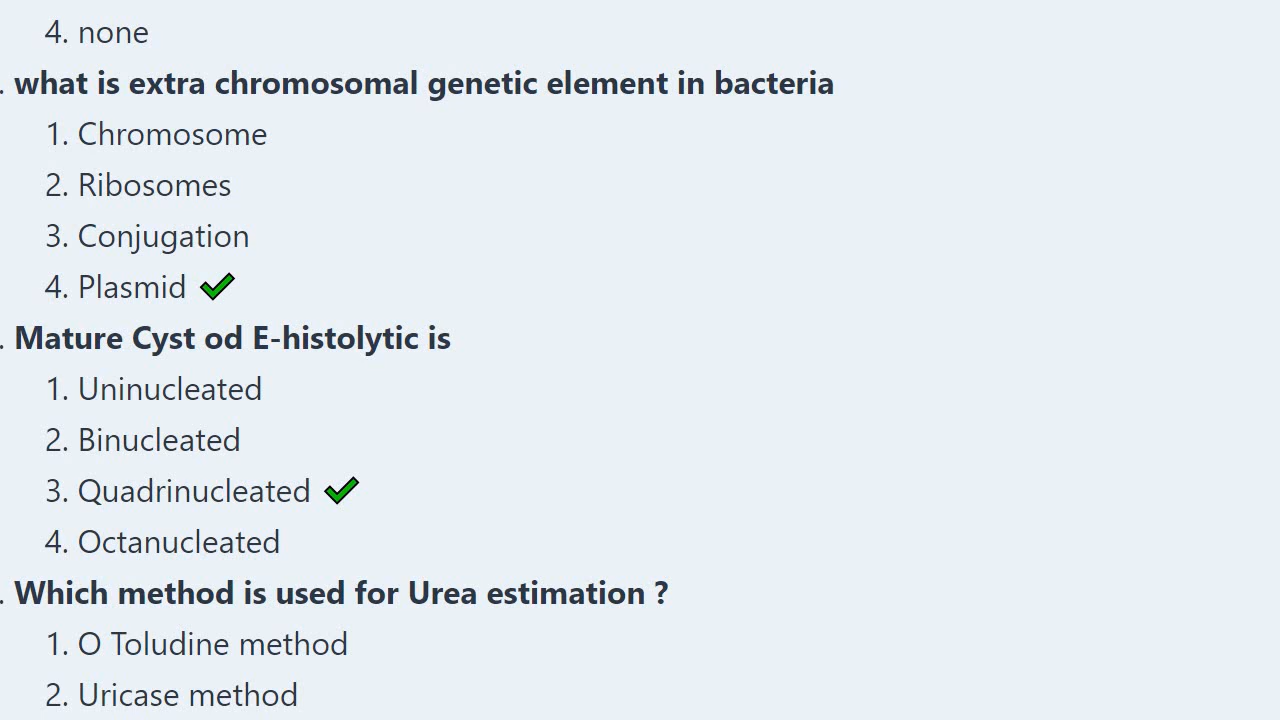 4. none
. what is extra chromosomal genetic element in bacteria
1. Chromosome
2. Ribosomes
3. Conjugation
4. Plasmid ✔
. Mature Cyst od E-histolytic is
1. Uninucleated
2. Binucleated
3. Quadrinucleated ✔
4. Octanucleated
. Which method is used for Urea estimation ?
1. O Toludine method
2. Uricase method